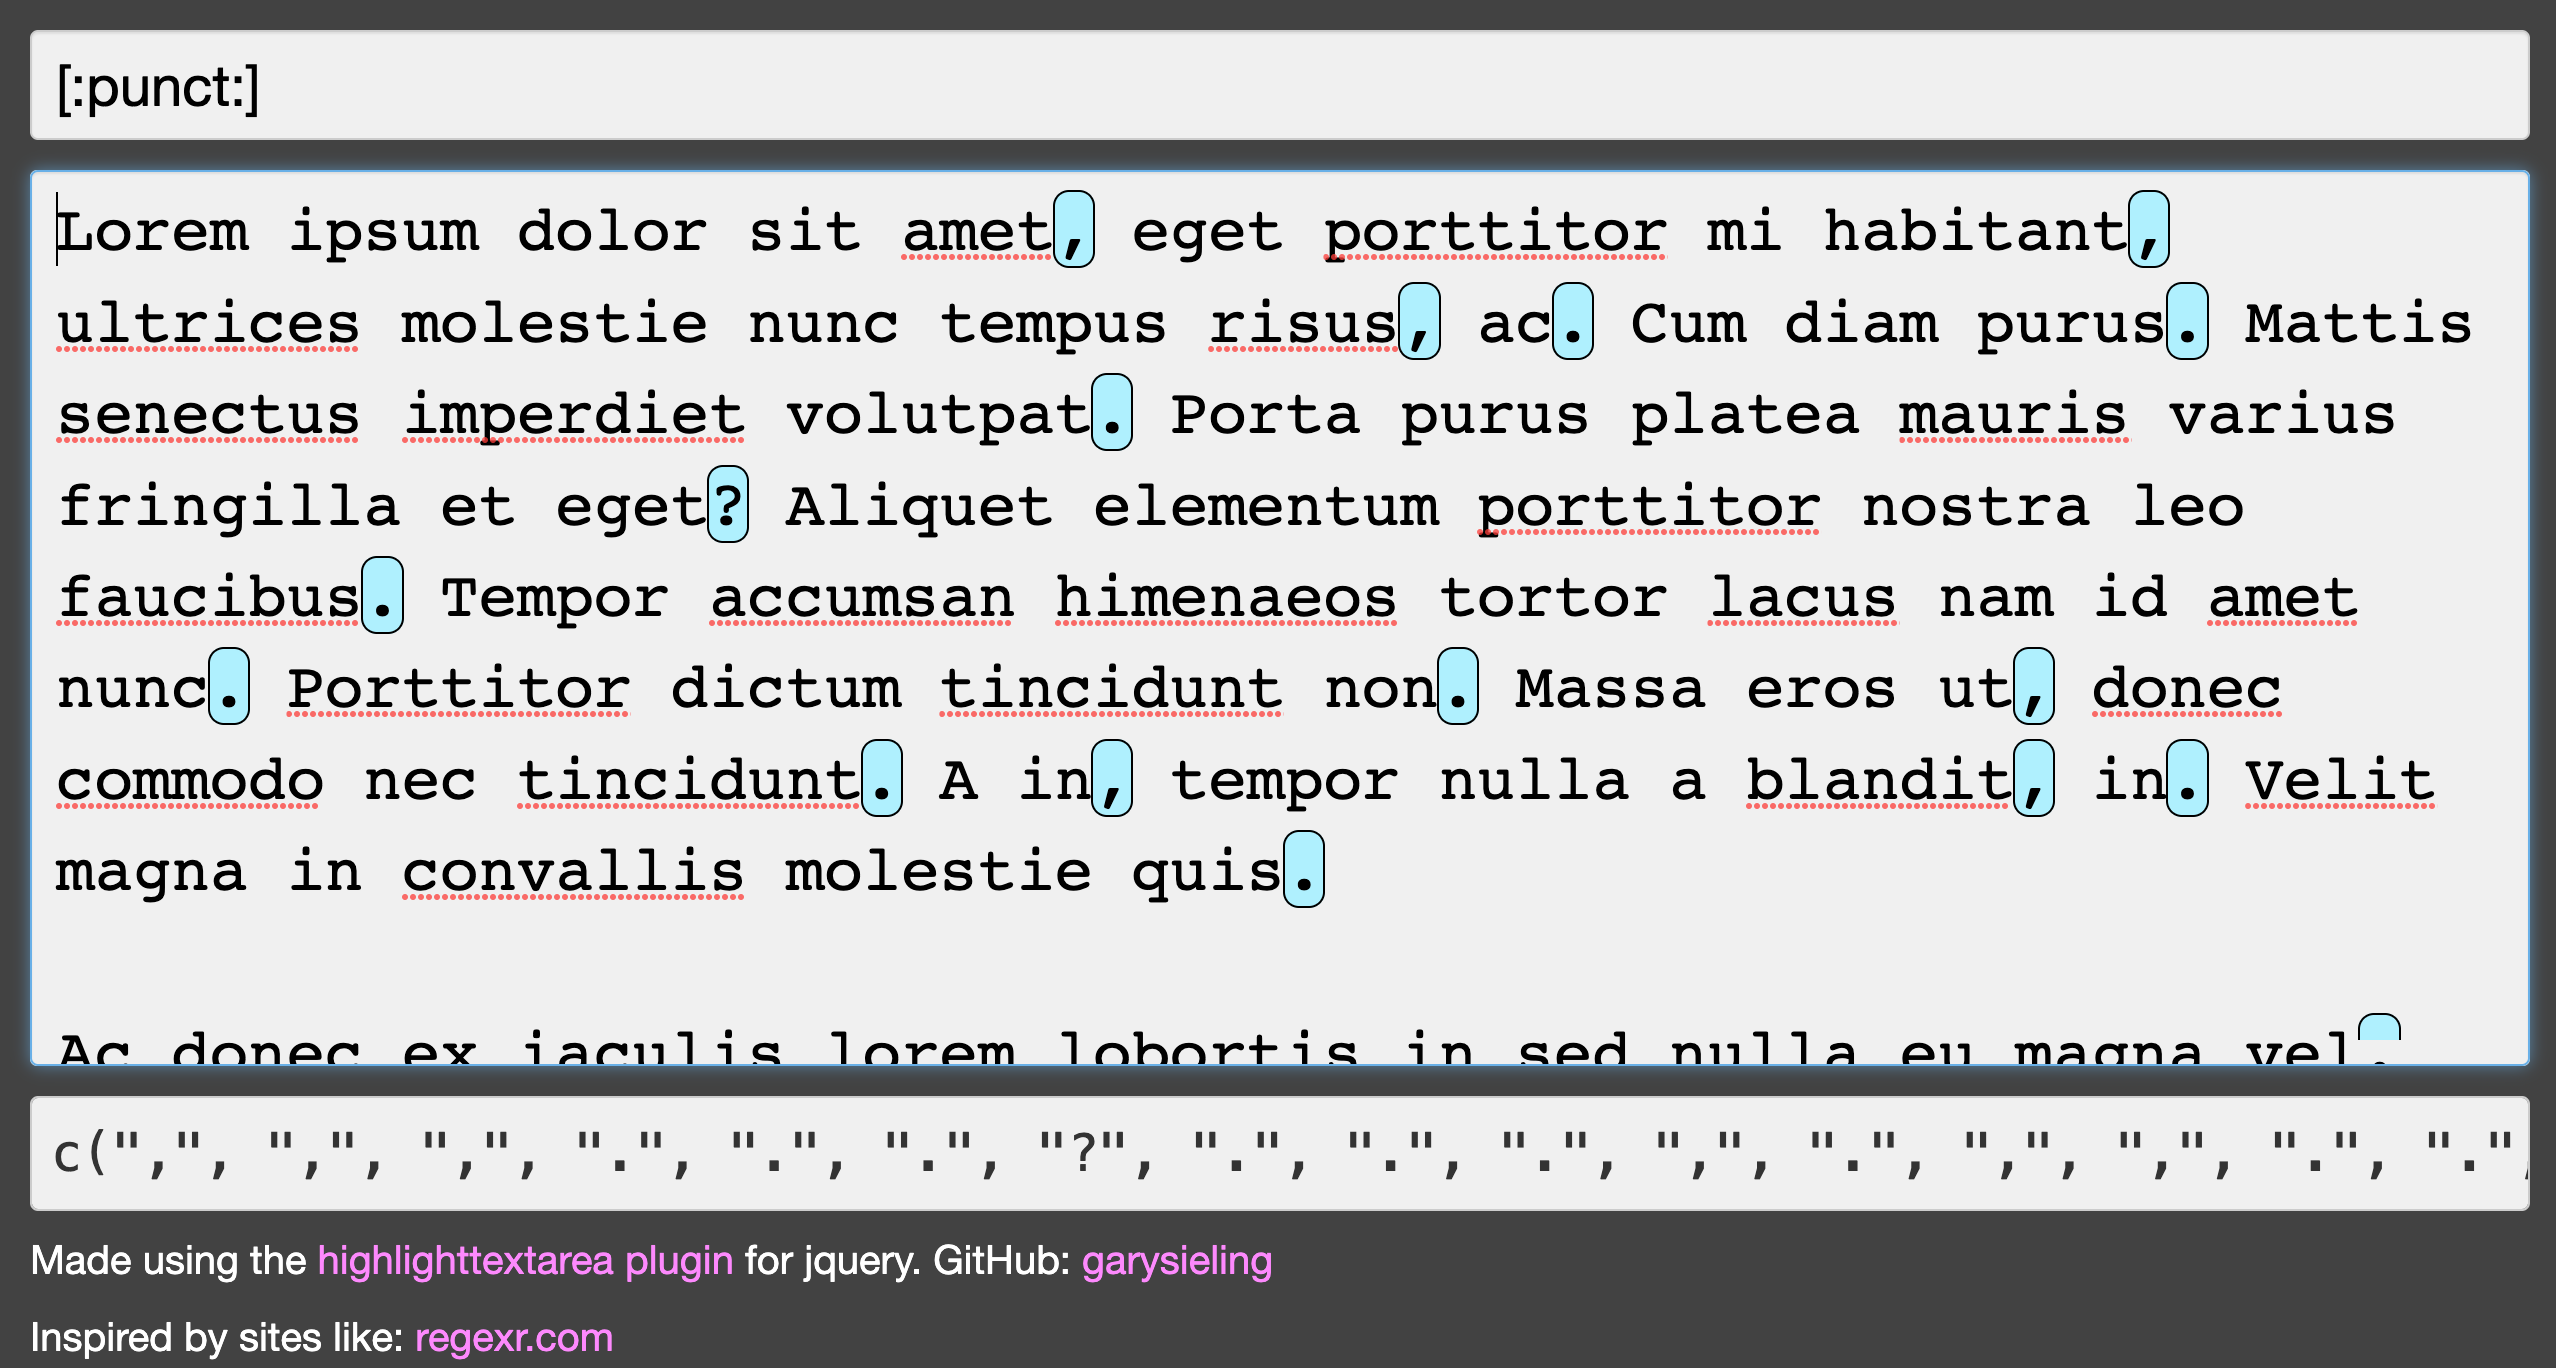 [:punct:]
Lorem ipsum dolor sit amet, eget porttitor mi habitant,
ultrices molestie nunc tempus risus, ac. Cum diam purus. Mattis
senectus imperdiet volutpat. Porta purus platea mauris varius
fringilla et eget? Aliquet elementum porttitor nostra leo
faucibus. Tempor accumsan himenaeos tortor lacus nam id amet
nunc. Porttitor dictum tincidunt non. Massa eros ut, donec
commodo nec tincidunt. A in, tempor nulla a blandit, in. Velit
magna in convallis molestie quis.
Ac donec ex iaculis lorem lobortis in sed nulla eu magna vel.
c(",", ",", ",", ".", ".", ".", "?", ".", ".", ".", ",", ".", ",", ",", ".", ".",
Made using the highlighttextarea plugin for jquery. GitHub: garysieling
Inspired by sites like: regexr.com